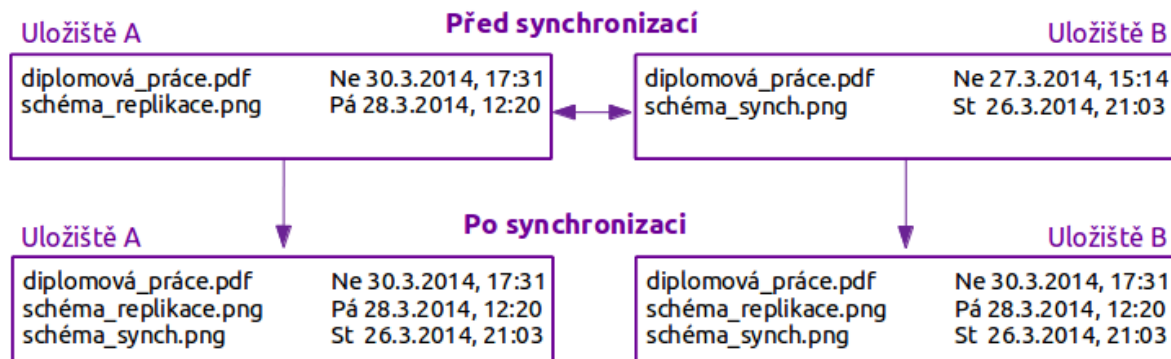 Před synchronizací
Uložiště A Uložiště B
diplomová_práce.pdf Ne 30.3.2014, 17:31
schéma_replikace.png Pá 28.3.2014, 12:20
diplomová_práce.pdf Ne 27.3.2014, 15:14
schéma_synch.png St 26.3.2014, 21:03
Po synchronizaci
Uložiště A Uložiště B
diplomová_práce.pdf Ne 30.3.2014, 17:31
schéma_replikace.png Pá 28.3.2014, 12:20
schéma_synch.png St 26.3.2014, 21:03
diplomová_práce.pdf Ne 30.3.2014, 17:31
schéma_replikace.png Pá 28.3.2014, 12:20
schéma_synch.png St 26.3.2014, 21:03